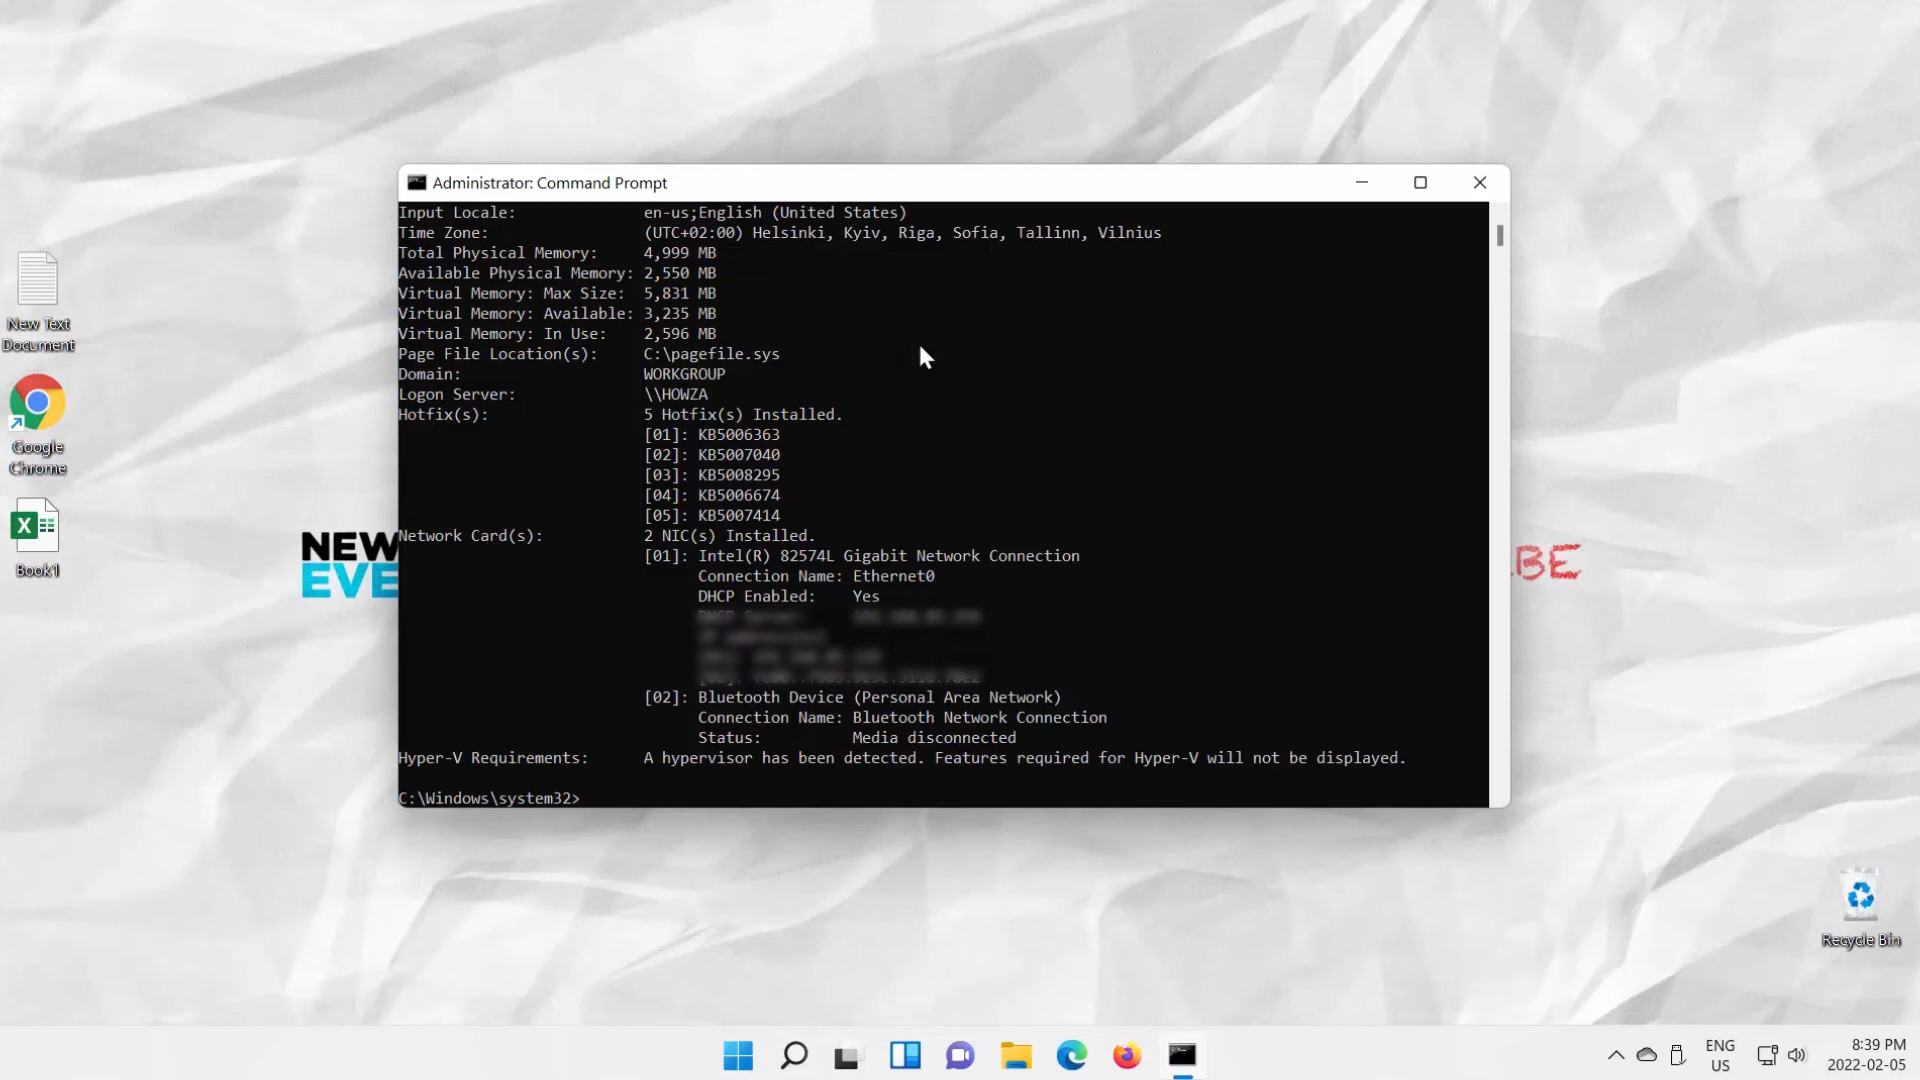 Administrator: Command Prompt
Input Locale: en-us;English (United States)
Time Zone: (UTC+02:00) Helsinki, Kyiv, Riga, Sofia, Tallinn, Vilnius
Total Physical Memory: 4,999 MB
Available Physical Memory: 2,550 MB
Virtual Memory: Max Size: 5,831 MB
Virtual Memory: Available: 3,235 MB
Virtual Memory: In Use: 2,596 MB
Page File Location(s): C:\pagefile.sys
Domain: WORKGROUP
Logon Server: \\HOWZA
Hotfix(s): 5 Hotfix(s) Installed.
[01]: KB5006363
[02]: KB5007040
[03]: KB5008295
[04]: KB5006674
[05]: KB5007414
Network Card(s): 2 NIC(s) Installed.
[01]: Intel(R) 82574L Gigabit Network Connection
Connection Name: Ethernet0
DHCP Enabled: Yes
[02]: Bluetooth Device (Personal Area Network)
Connection Name: Bluetooth Network Connection
Status: Media disconnected
Hyper-V Requirements: A hypervisor has been detected. Features required for Hyper-V will not be displayed.
C:\Windows\system32>
New Text
Document
Google
Chrome
Book1
NEW
EVE
BE
Recycle Bin
ENG
US
8:39 PM
2022-02-05